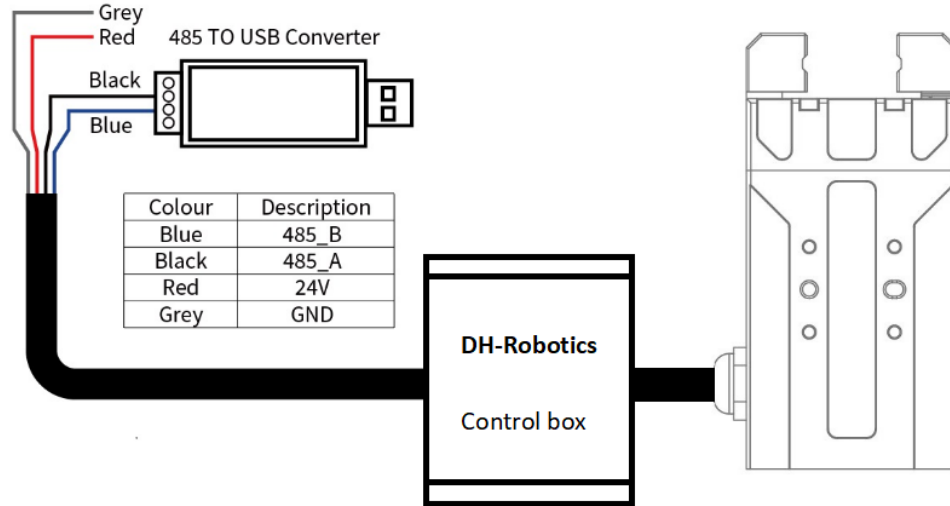 Grey
Red
485 TO USB Converter
Black
Blue
Colour Description
Blue 485_B
Black 485_A
Red 24V
Grey GND
DH-Robotics
Control box